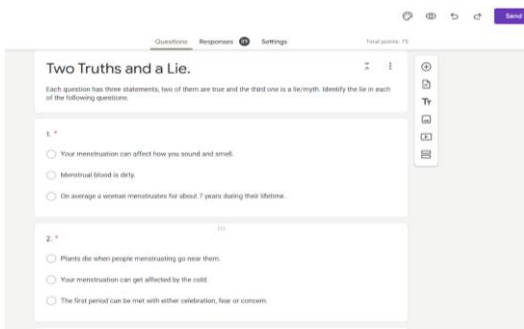 Send
Questions Responses Settings Total points: 75
Two Truths and a Lie.
Each question has three statements, two of them are true and the third one is a lie/myth. Identify the lie in each
of the following questions.
1. *
Your menstruation can affect how you sound and smell.
Menstrual blood is dirty.
On average a woman menstruates for about 7 years during their lifetime.
2. *
Plants die when people menstruating go near them.
Your menstruation can get affected by the cold.
The first period can be met with either celebration, fear or concern.